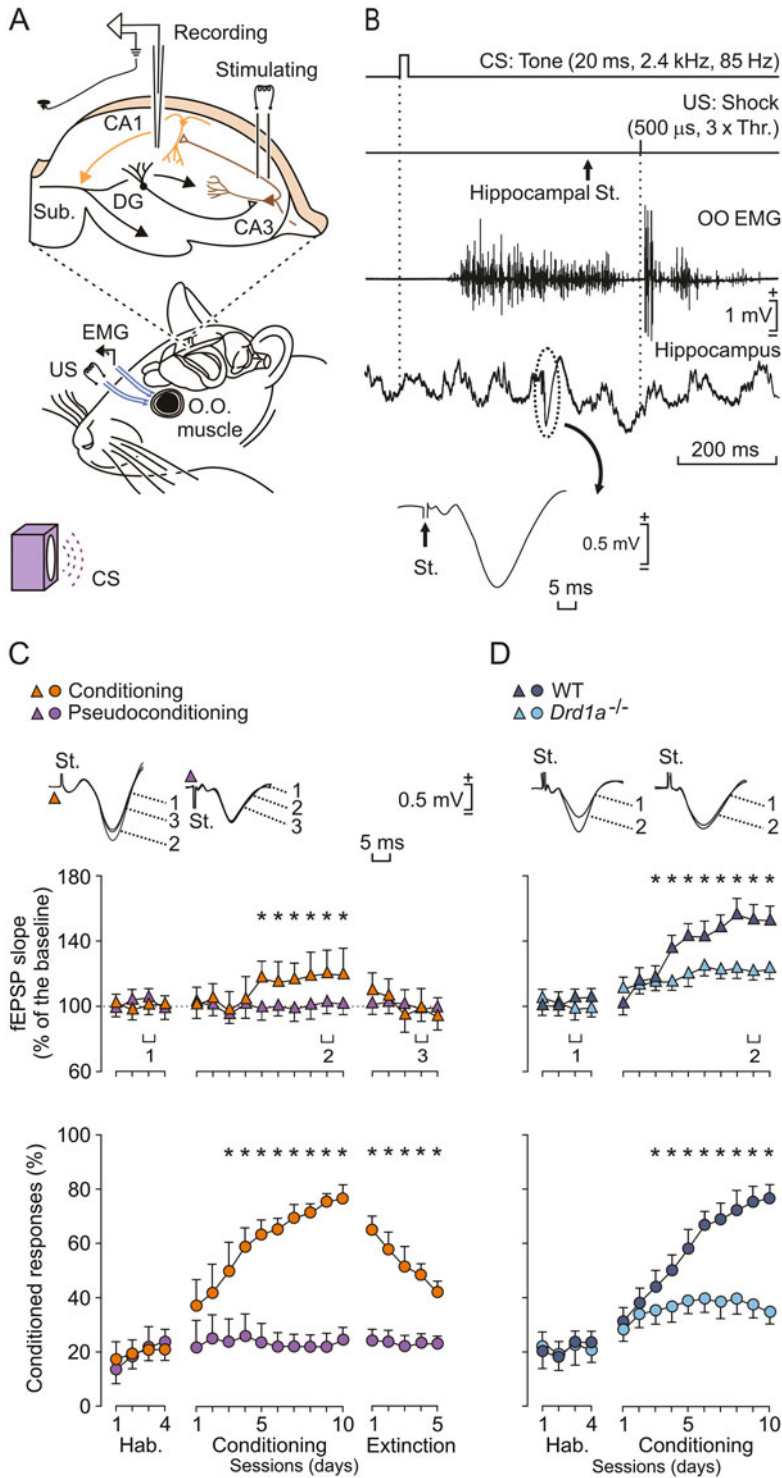 A
Recording
Stimulating
CA1
DG
Sub.
CA3
EMG
US
O.O.
muscle
CS
B
CS: Tone (20 ms, 2.4 kHz, 85 Hz)
US: Shock
(500 µs, 3 x Thr.)
Hippocampal St.
OO EMG
+
1 mV
=
Hippocampus
200 ms
St.
+
0.5 mV
=
5 ms
C
Conditioning
Pseudoconditioning
St.
1
3
2
St.
1
2
3
+
0.5 mV
=
5 ms
fEPSP slope
(% of the baseline)
180
140
100
60
* * * * * *
1
2
3
Conditioned responses (%)
100
80
60
40
20
0
* * * * * * * *
* * * * *
1 4
1 5 10
1 5
Hab.
Conditioning
Extinction
Sessions (days)
D
WT
Drd1a-/-
St.
1
2
St.
1
2
* * * * * * * *
1
2
* * * * * * * *
1 4
1 5 10
Hab.
Conditioning
Sessions (days)